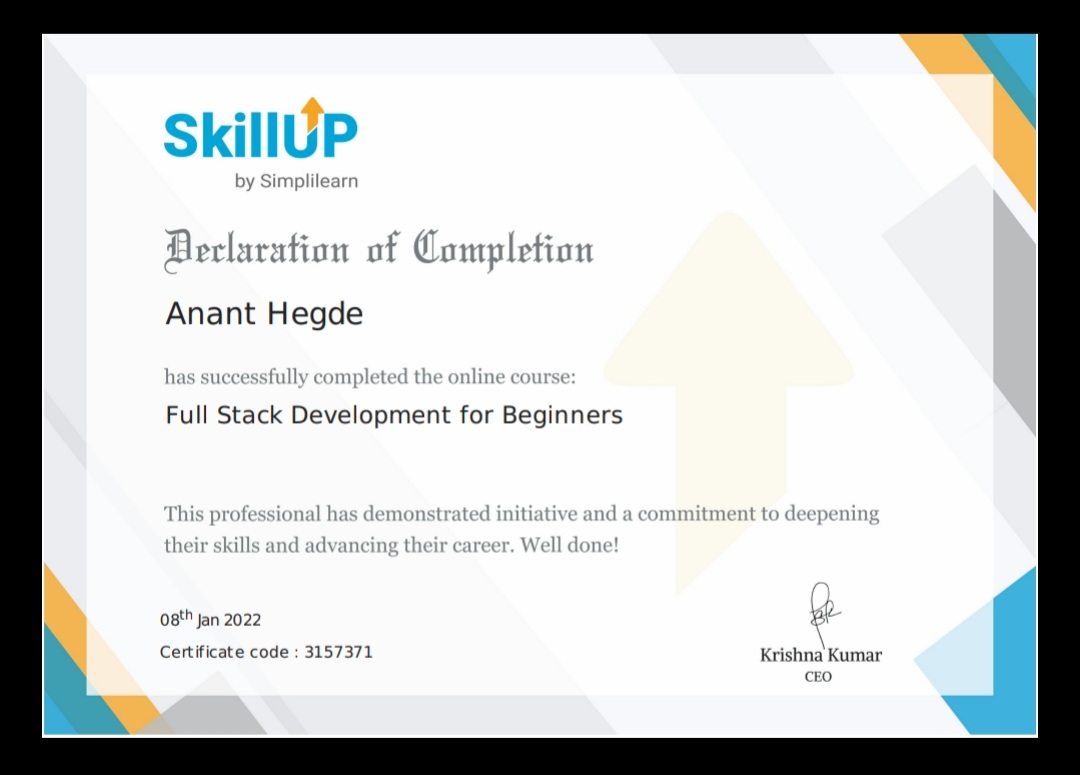 SkillUP
by Simplilearn
Declaration of Completion
Anant Hegde
has successfully completed the online course:
Full Stack Development for Beginners
This professional has demonstrated initiative and a commitment to deepening
their skills and advancing their career. Well done!
08th Jan 2022
Certificate code : 3157371
Krishna Kumar
CEO